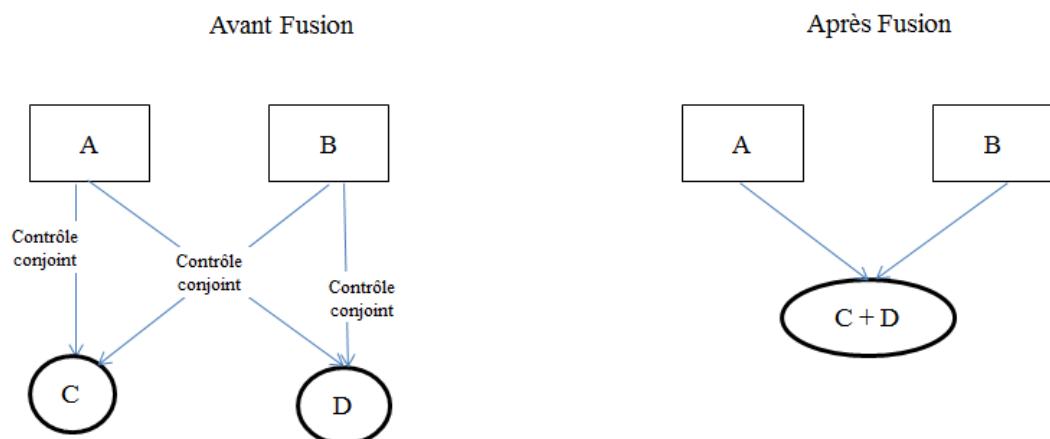 Avant Fusion
Après Fusion
A
B
A
B
Contrôle
conjoint
Contrôle
conjoint
Contrôle
conjoint
C + D
C
D